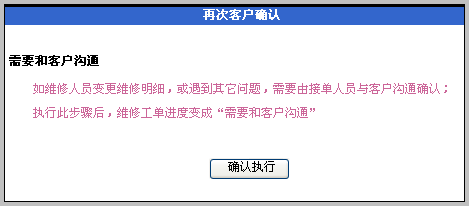 再次客户确认
需要和客户沟通
如维修人员变更维修明细，或遇到其它问题，需要由接单人员与客户沟通确认；
执行此步骤后，维修工单进度变成“需要和客户沟通”
确认执行